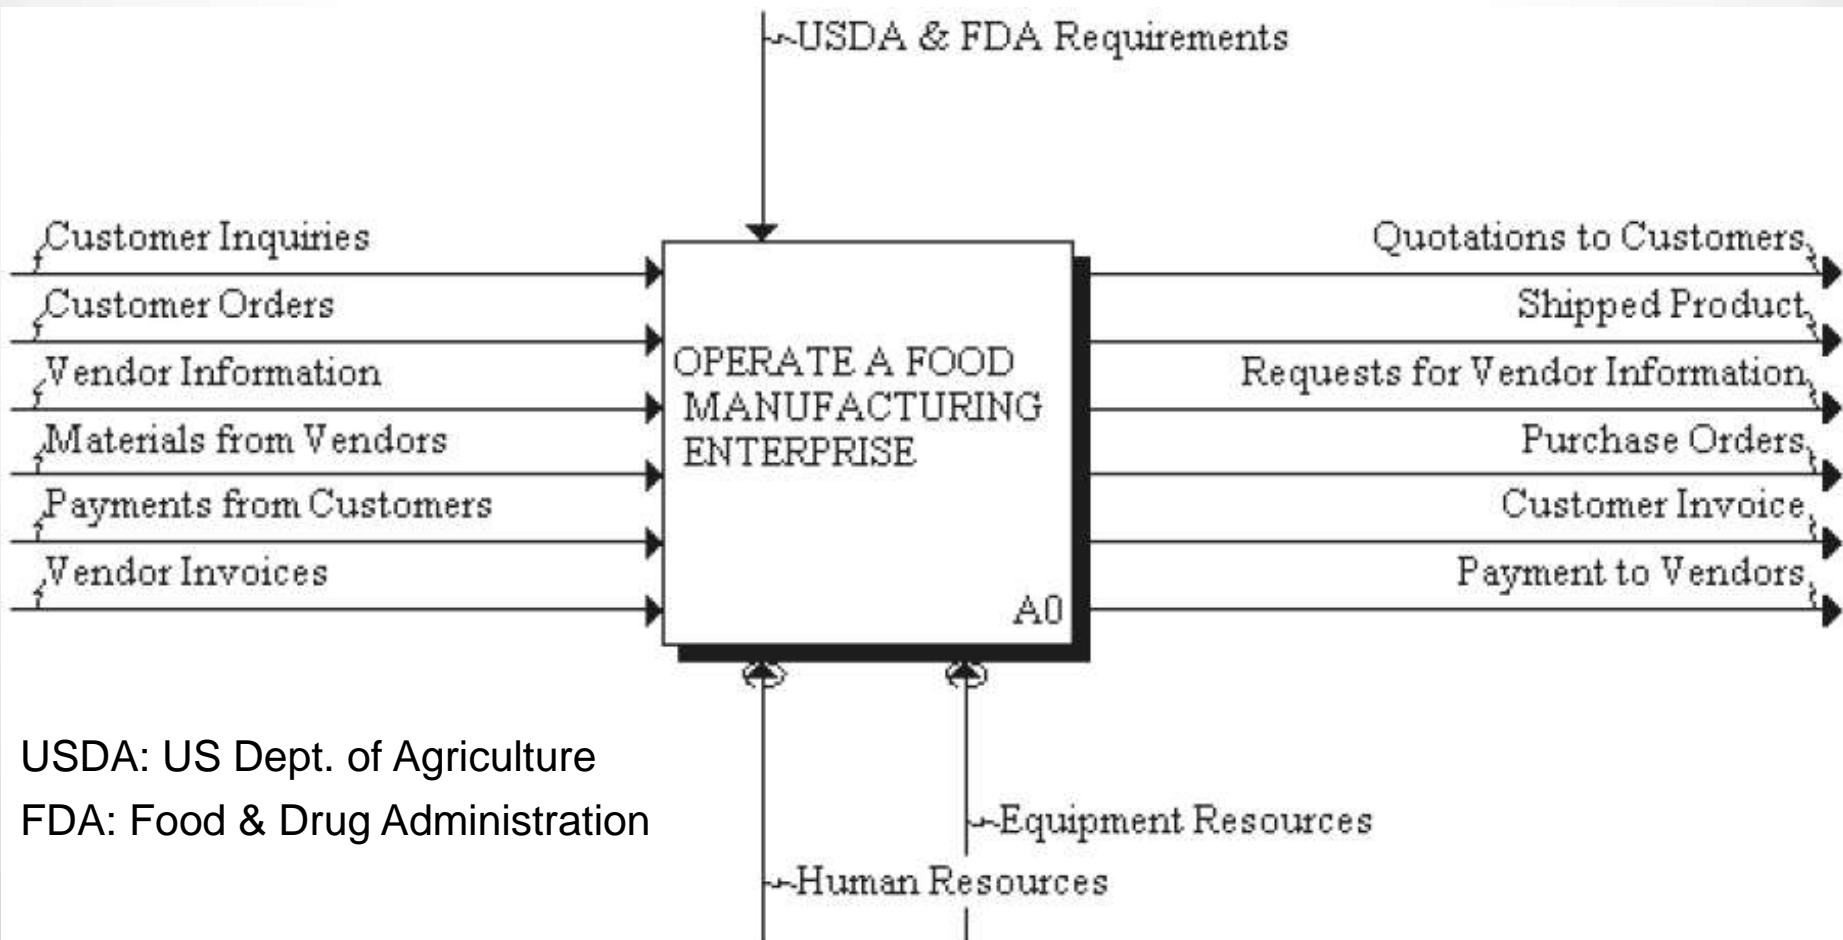 USDA & FDA Requirements
Customer Inquiries
Customer Orders
Vendor Information
Materials from Vendors
Payments from Customers
Vendor Invoices
OPERATE A FOOD
MANUFACTURING
ENTERPRISE
A0
Quotations to Customers
Shipped Product
Requests for Vendor Information
Purchase Orders
Customer Invoice
Payment to Vendors
USDA: US Dept. of Agriculture
FDA: Food & Drug Administration
Equipment Resources
Human Resources